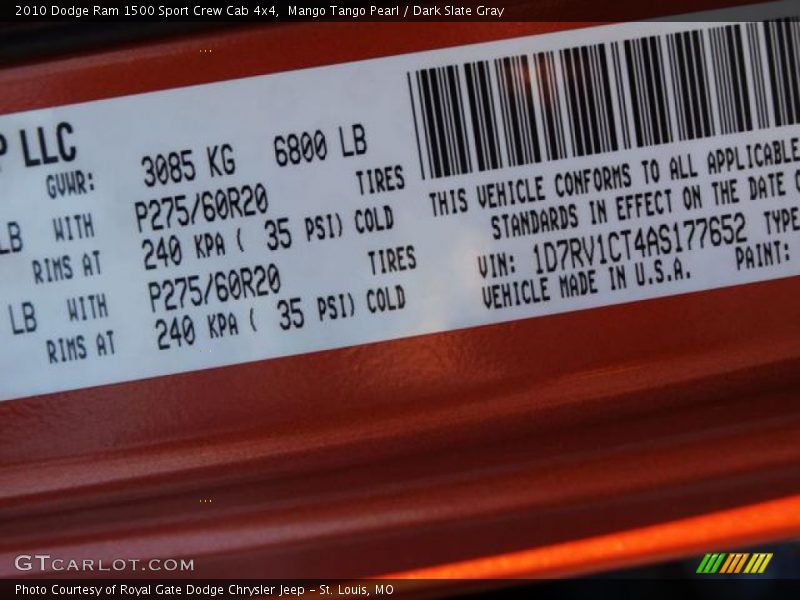 2010 Dodge Ram 1500 Sport Crew Cab 4x4, Mango Tango Pearl / Dark Slate Gray
P LLC
GVWR: 3085 KG 6800 LB
LB WITH P275/60R20 TIRES
RIMS AT 240 KPA ( 35 PSI) COLD
LB WITH P275/60R20 TIRES
RIMS AT 240 KPA ( 35 PSI) COLD
THIS VEHICLE CONFORMS TO ALL APPLICABLE
STANDARDS IN EFFECT ON THE DATE
VIN: 1D7RV1CT4AS177652 TYPE
VEHICLE MADE IN U.S.A. PAINT:
GTCARLOT.COM
Photo Courtesy of Royal Gate Dodge Chrysler Jeep - St. Louis, MO